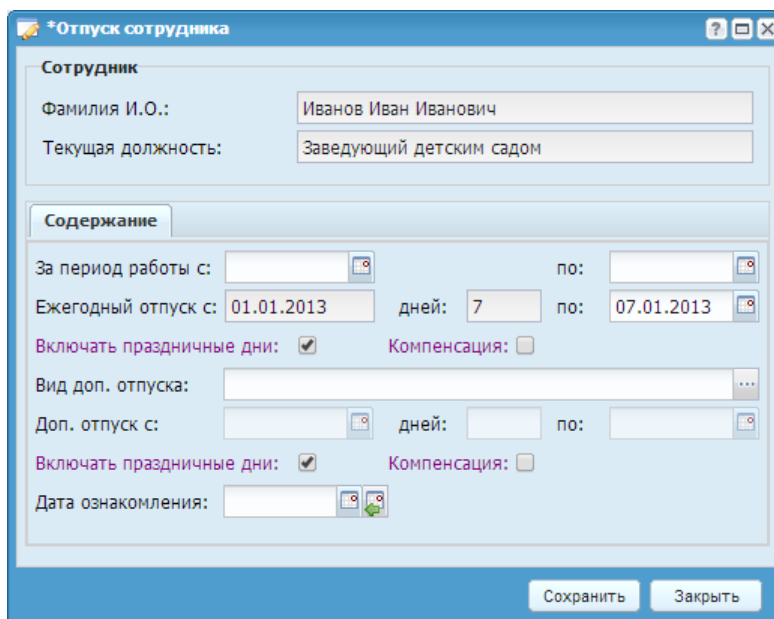 *Отпуск сотрудника
Сотрудник
Фамилия И.О.: Иванов Иван Иванович
Текущая должность: Заведующий детским садом
Содержание
За период работы с: по:
Ежегодный отпуск с: 01.01.2013 дней: 7 по: 07.01.2013
Включать праздничные дни: Компенсация:
Вид доп. отпуска: ...
Доп. отпуск с: дней: по:
Включать праздничные дни: Компенсация:
Дата ознакомления:
Сохранить Закрыть